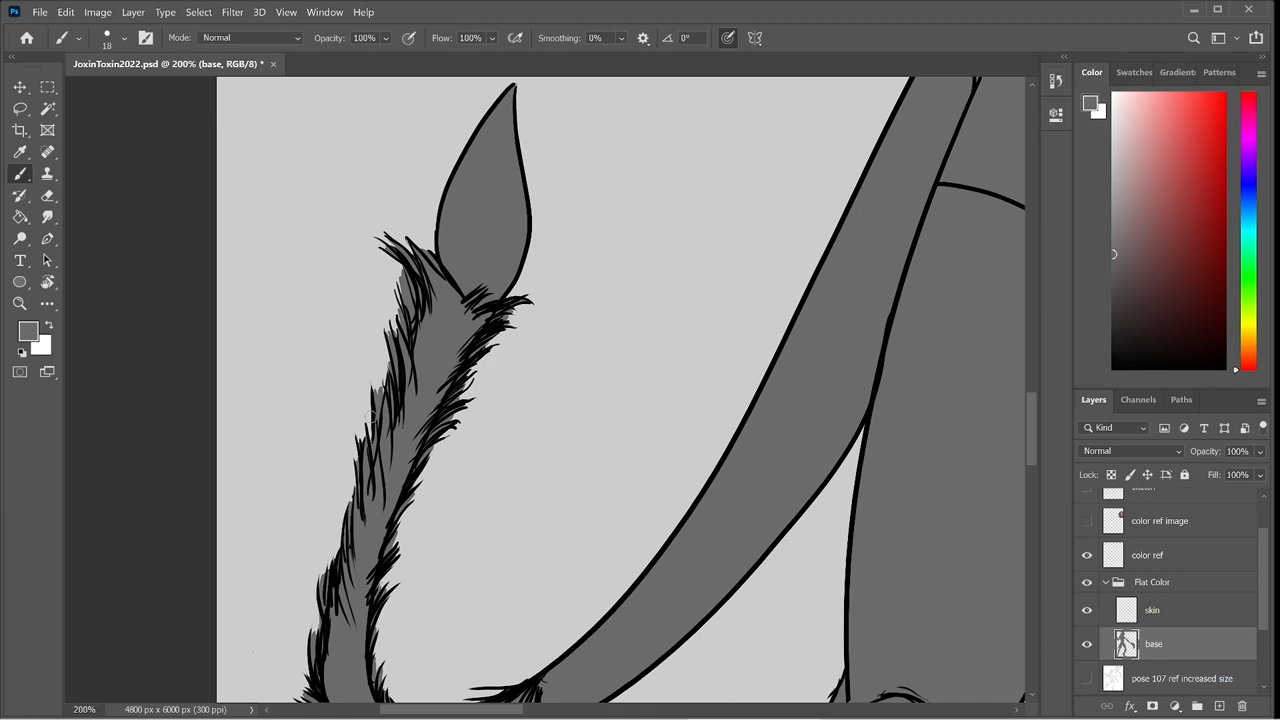 Ps File Edit Image Layer Type Select Filter 3D View Window Help
18 Mode: Normal Opacity: 100% Flow: 100% Smoothing: 0% 0°
JoxinToxin2022.psd @ 200% (base, RGB/8) * ×
Color Swatches Gradients Patterns
Layers Channels Paths
Kind
Normal Opacity: 100%
Lock: Fill: 100%
color ref image
color ref
Flat Color
skin
base
pose 107 ref increased size
200% 4800 px x 6000 px (300 ppi)
fx